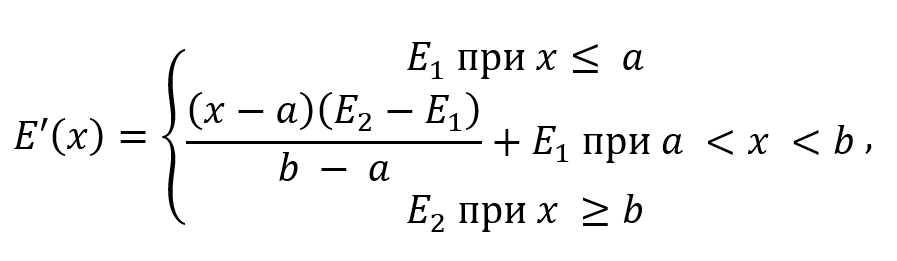 E₁ при x ≤ a
E′(x) = { (x − a)(E₂ − E₁) / b − a + E₁ при a < x < b ,
E₂ при x ≥ b